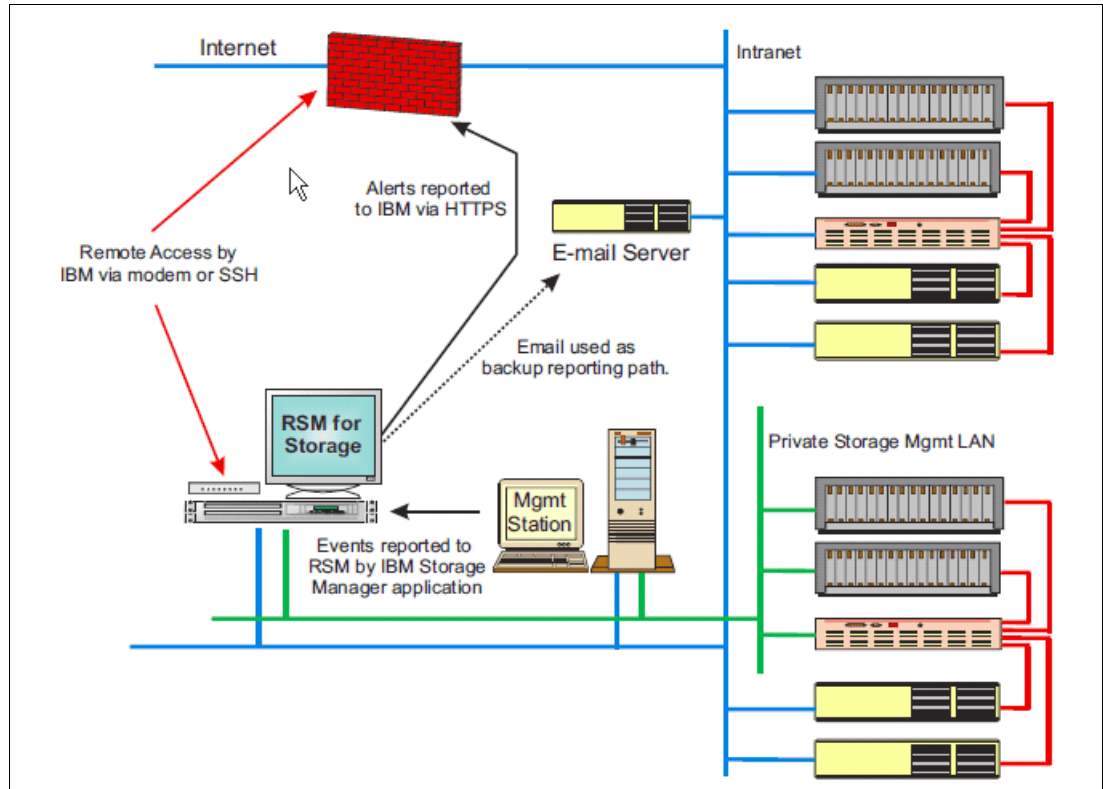 Internet
Intranet
Alerts reported
to IBM via HTTPS
E-mail Server
Remote Access by
IBM via modem or SSH
Email used as
backup reporting path.
RSM for
Storage
Private Storage Mgmt LAN
Mgmt
Station
Events reported to
RSM by IBM Storage
Manager application